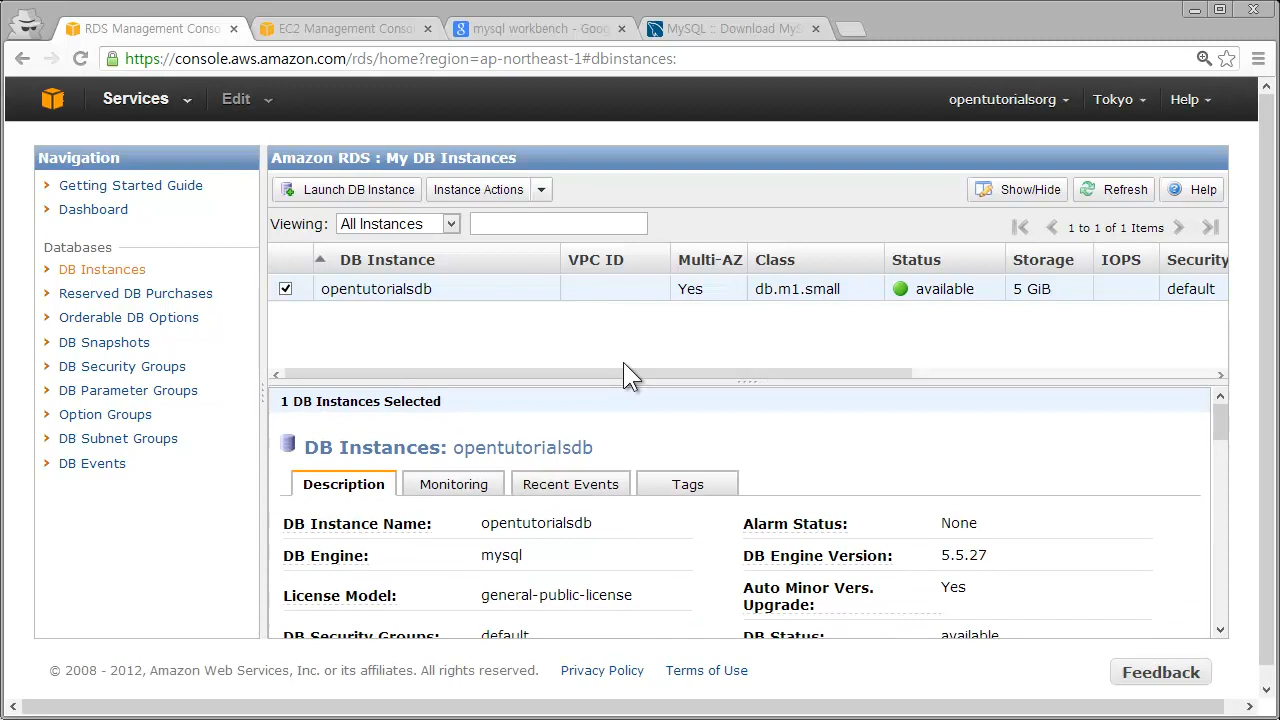 RDS Management Conso
EC2 Management Consol
mysql workbench - Goog
MySQL :: Download MyS
https://console.aws.amazon.com/rds/home?region=ap-northeast-1#dbinstances:
Services Edit opentutorialsorg Tokyo Help
Navigation
Getting Started Guide
Dashboard
Databases
DB Instances
Reserved DB Purchases
Orderable DB Options
DB Snapshots
DB Security Groups
DB Parameter Groups
Option Groups
DB Subnet Groups
DB Events
Amazon RDS : My DB Instances
Launch DB Instance Instance Actions Show/Hide Refresh Help
Viewing: All Instances 1 to 1 of 1 Items
DB Instance VPC ID Multi-AZ Class Status Storage IOPS Security
opentutorialsdb Yes db.m1.small available 5 GiB default
1 DB Instances Selected
DB Instances: opentutorialsdb
Description Monitoring Recent Events Tags
DB Instance Name: opentutorialsdb Alarm Status: None
DB Engine: mysql DB Engine Version: 5.5.27
License Model: general-public-license Auto Minor Vers. Upgrade: Yes
DB Security Groups: default DB Status: available
© 2008 - 2012, Amazon Web Services, Inc. or its affiliates. All rights reserved. Privacy Policy Terms of Use
Feedback